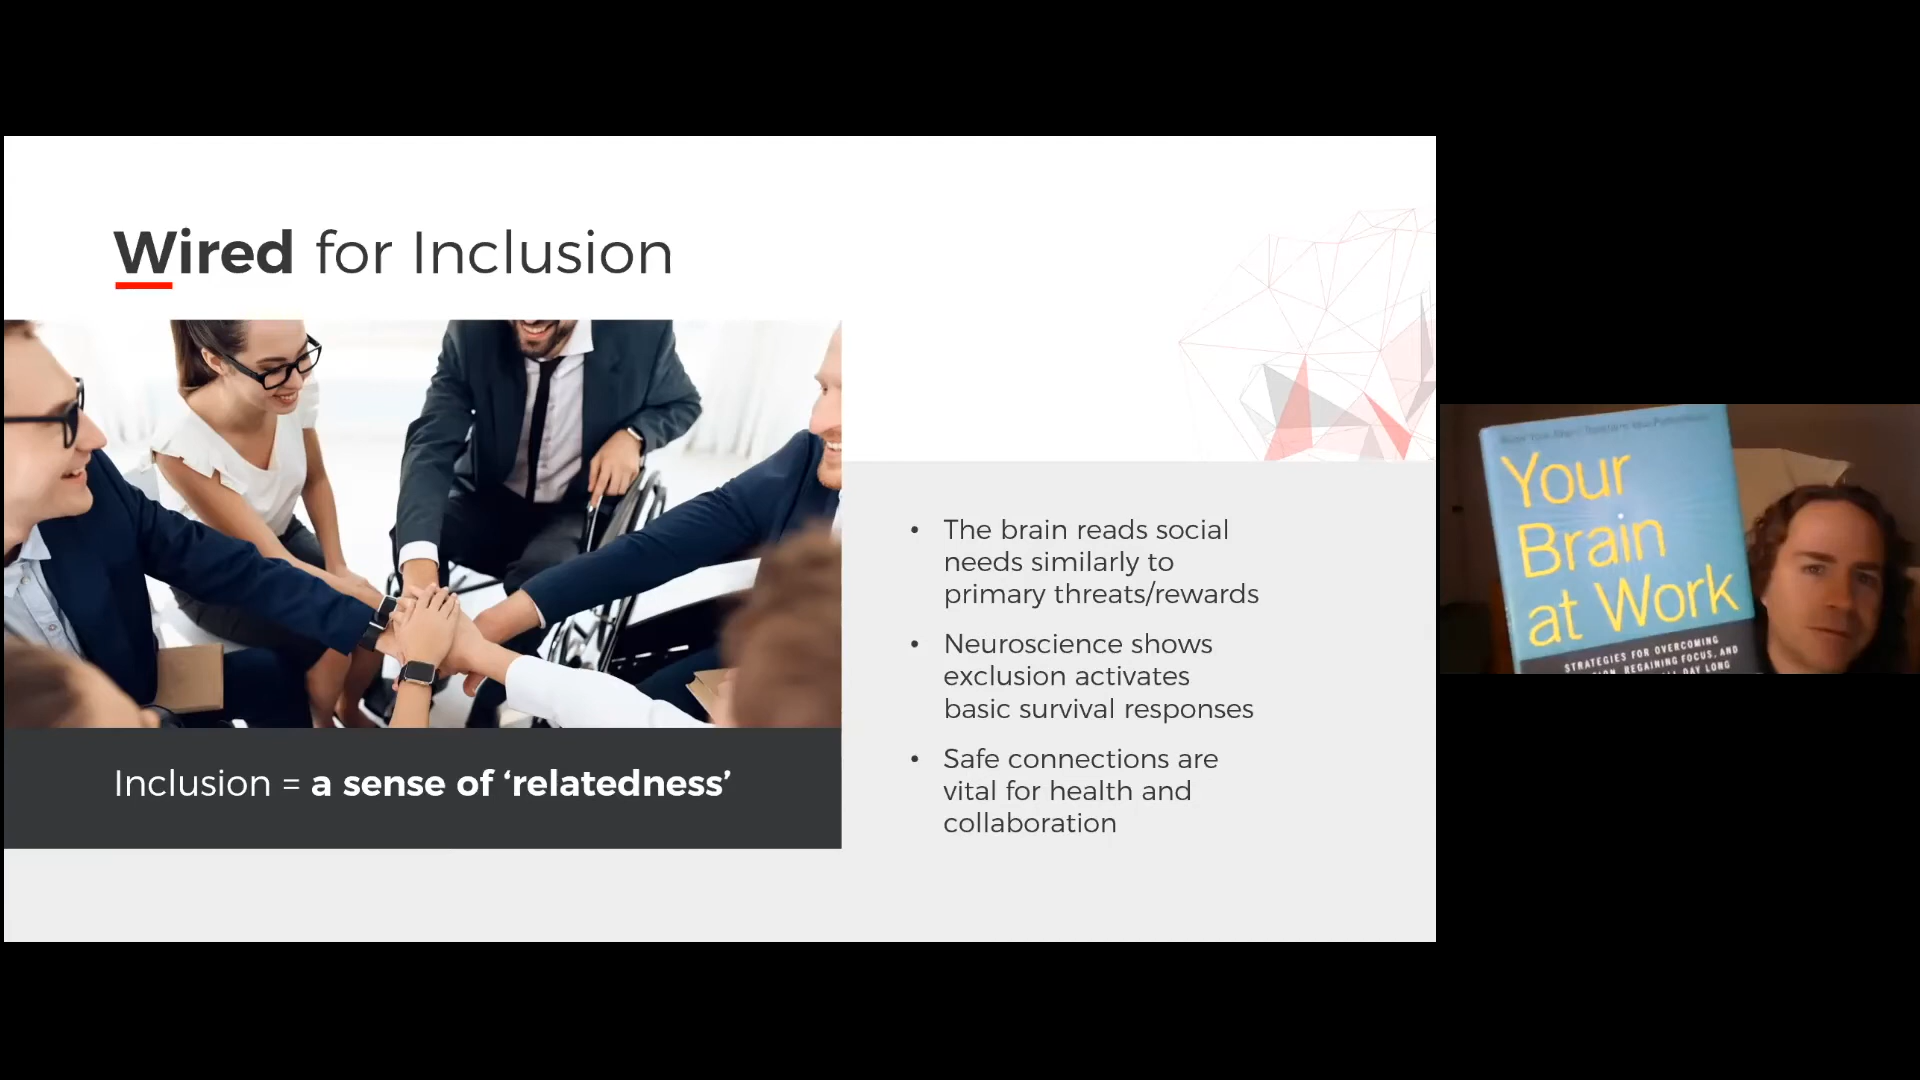 Wired for Inclusion
Inclusion = a sense of ‘relatedness’
• The brain reads social
needs similarly to
primary threats/rewards
• Neuroscience shows
exclusion activates
basic survival responses
• Safe connections are
vital for health and
collaboration
Your
Brain
at Work
STRATEGIES FOR OVERCOMING
REGAINING FOCUS, AND
DAY LONG